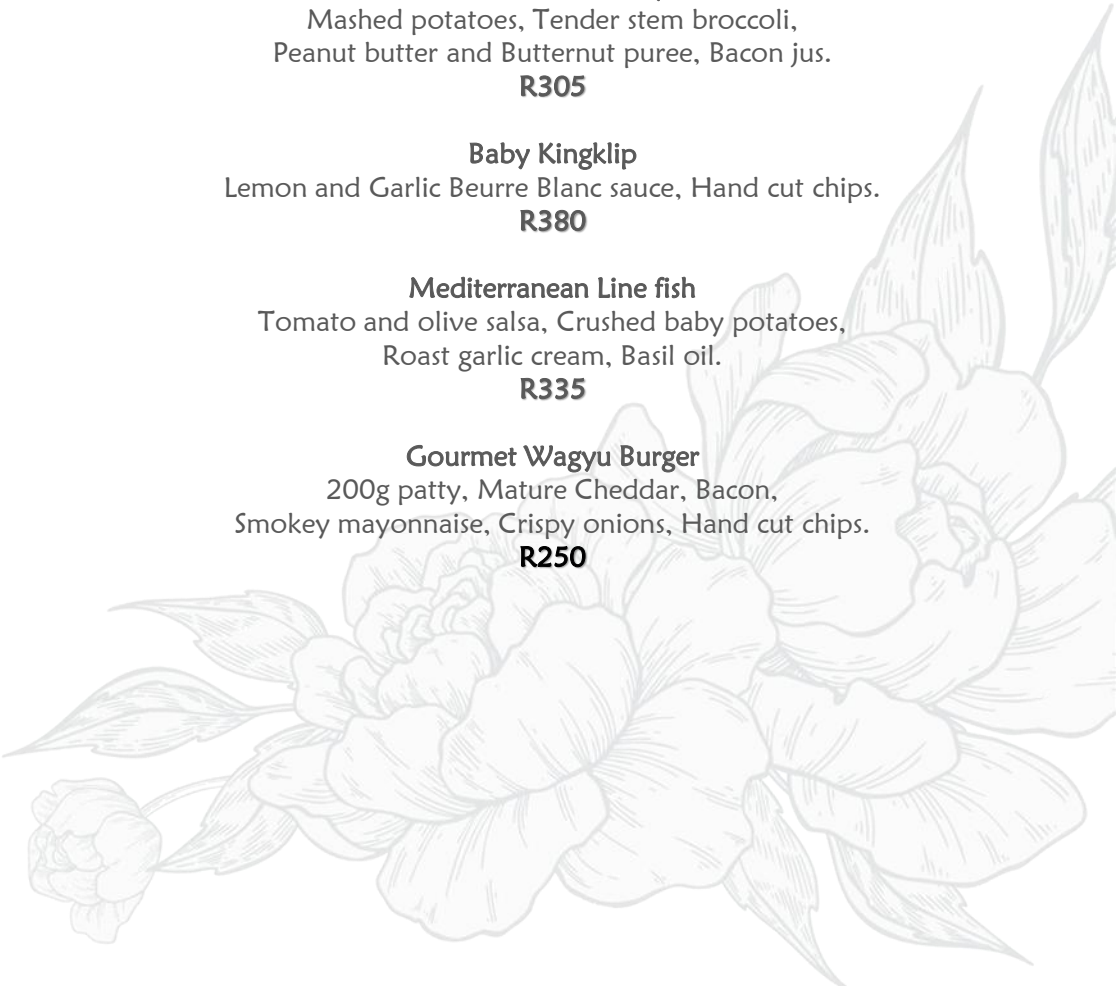 Mashed potatoes, Tender stem broccoli,
Peanut butter and Butternut puree, Bacon jus.
R305
Baby Kingklip
Lemon and Garlic Beurre Blanc sauce, Hand cut chips.
R380
Mediterranean Line fish
Tomato and olive salsa, Crushed baby potatoes,
Roast garlic cream, Basil oil.
R335
Gourmet Wagyu Burger
200g patty, Mature Cheddar, Bacon,
Smokey mayonnaise, Crispy onions, Hand cut chips.
R250